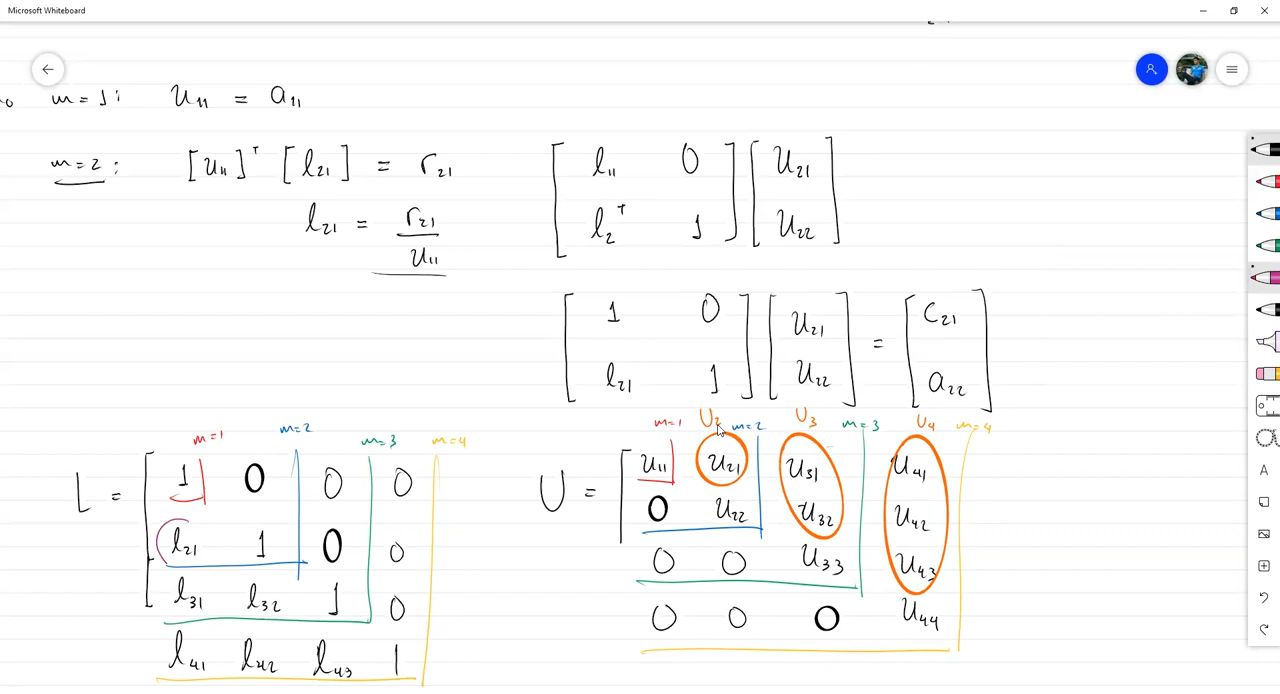 Microsoft Whiteboard
m=1: u11 = a11
m=2: [u11]ᵀ [l21] = r21
l21 = r21 / u11
[ l11 0 ] [ u21 ]
[ l2ᵀ 1 ] [ u22 ]
[ 1 0 ] [ u21 ] = [ c21 ]
[ l21 1 ] [ u22 ] [ a22 ]
m=1 m=2 m=3 m=4
L = [ 1 0 0 0
l21 1 0 0
l31 l32 1 0
l41 l42 l43 1
m=1 U2 m=2 U3 m=3 U4 m=4
U = [ u11 u21 u31 u41
0 u22 u32 u42
0 0 u33 u43
0 0 0 u44
A